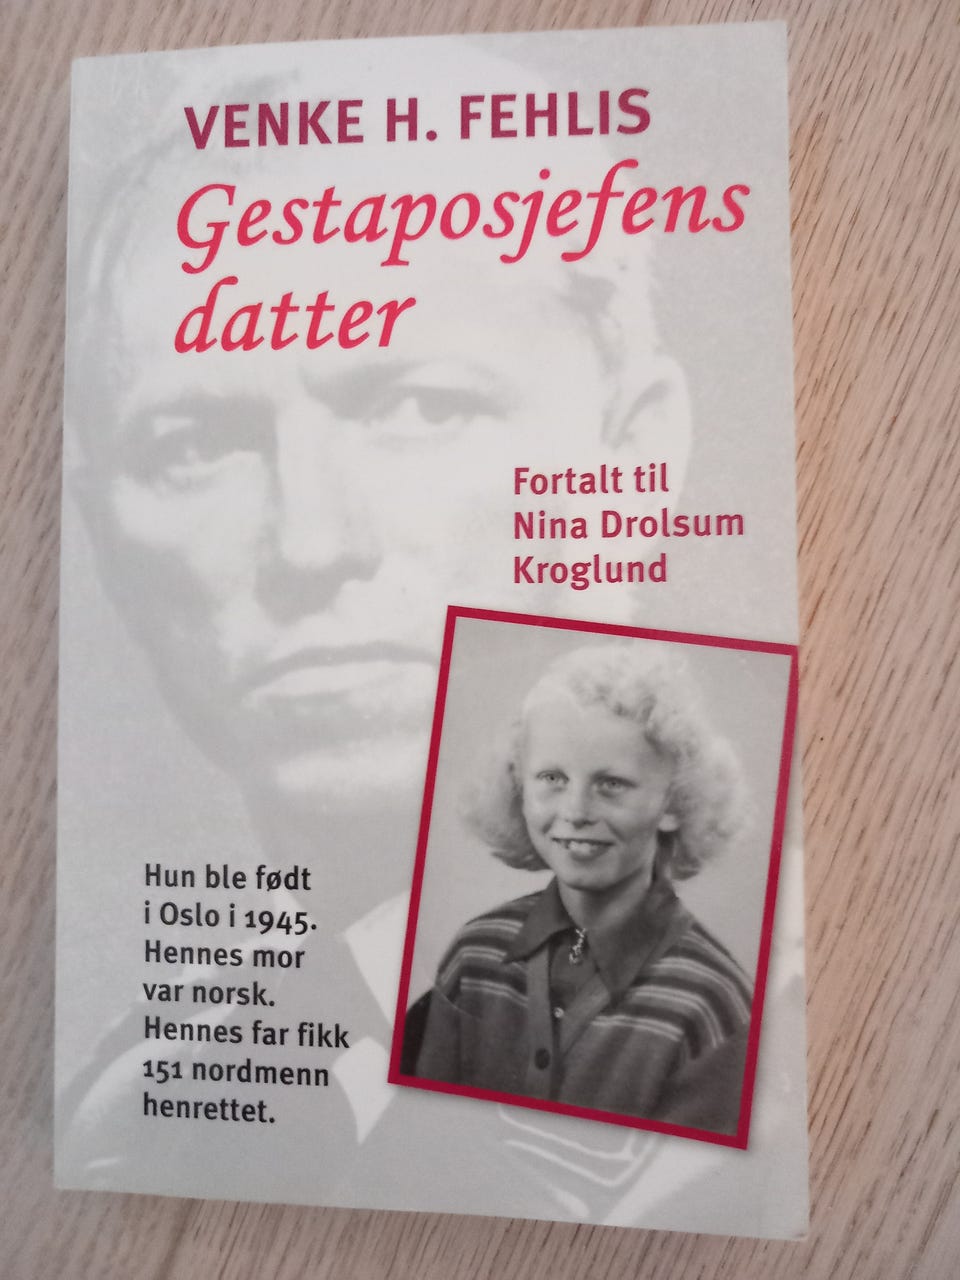 VENKE H. FEHLIS
Gestaposjefens
datter
Fortalt til
Nina Drolsum
Kroglund
Hun ble født
i Oslo i 1945.
Hennes mor
var norsk.
Hennes far fikk
151 nordmenn
henrettet.